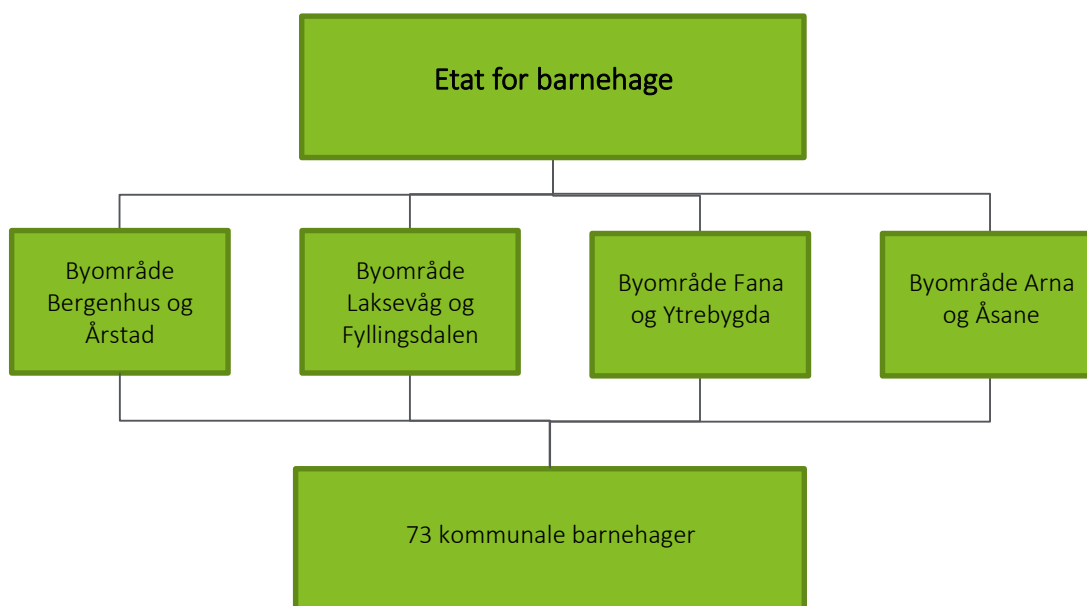 Etat for barnehage
Byområde
Bergenhus og
Årstad
Byområde
Laksevåg og
Fyllingsdalen
Byområde Fana
og Ytrebygda
Byområde Arna
og Åsane
73 kommunale barnehager